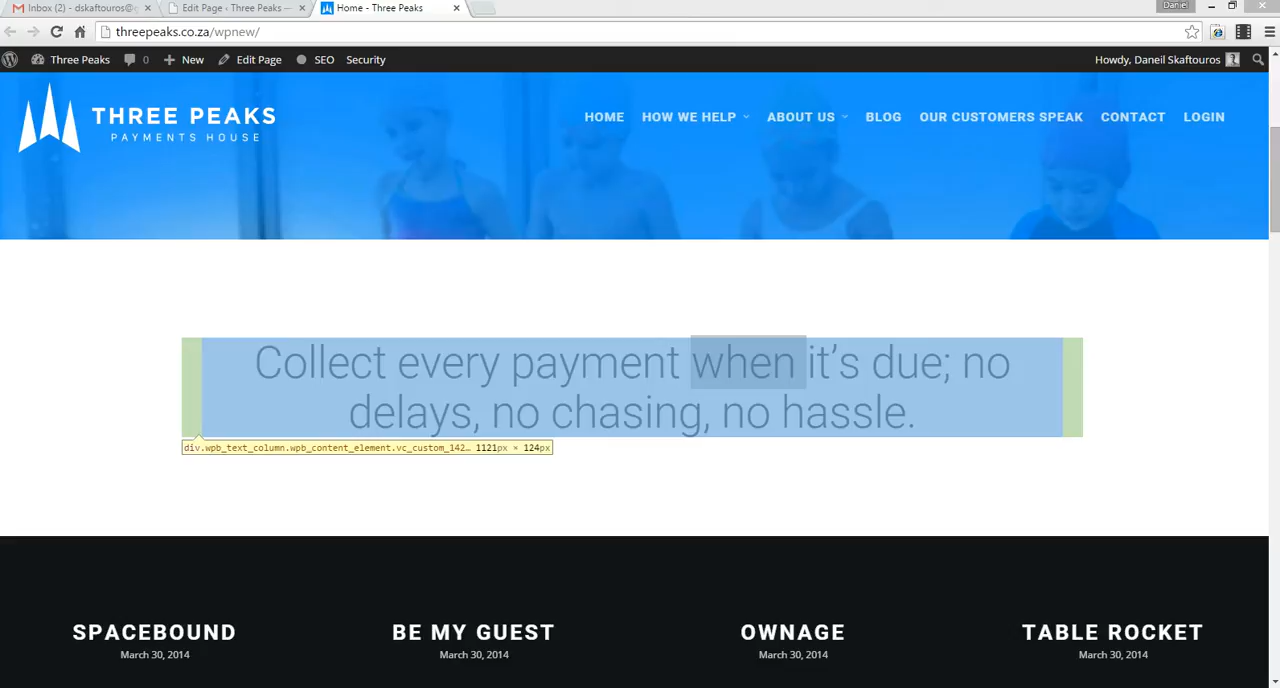 Inbox (2) - dskaftouros@
Edit Page ‹ Three Peaks —
Home - Three Peaks
Daniel
threepeaks.co.za/wpnew/
Three Peaks
0
New
Edit Page
SEO
Security
Howdy, Daneil Skaftouros
THREE PEAKS
PAYMENTS HOUSE
HOME
HOW WE HELP
ABOUT US
BLOG
OUR CUSTOMERS SPEAK
CONTACT
LOGIN
Collect every payment when it’s due; no
delays, no chasing, no hassle.
div.wpb_text_column.wpb_content_element.vc_custom_142… 1121px × 124px
SPACEBOUND
March 30, 2014
BE MY GUEST
March 30, 2014
OWNAGE
March 30, 2014
TABLE ROCKET
March 30, 2014